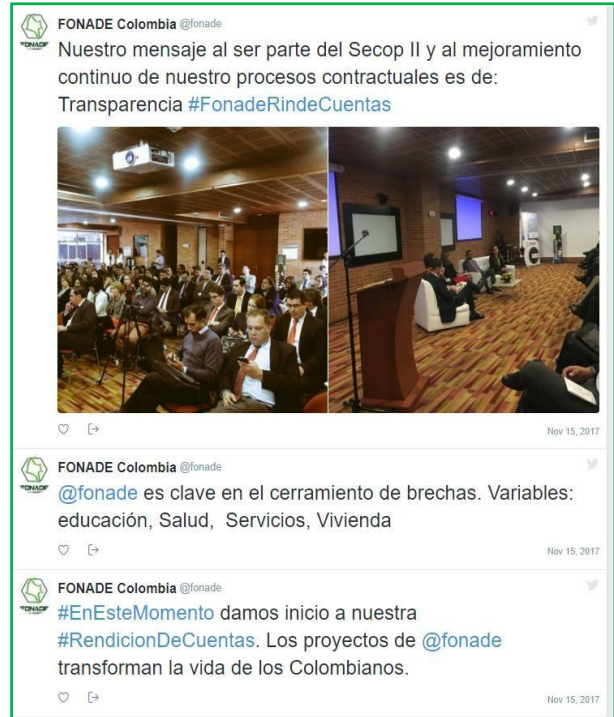 FONADE Colombia @fonade
Nuestro mensaje al ser parte del Secop II y al mejoramiento
continuo de nuestro procesos contractuales es de:
Transparencia #FonadeRindeCuentas
Nov 15, 2017
FONADE Colombia @fonade
@fonade es clave en el cerramiento de brechas. Variables:
educación, Salud, Servicios, Vivienda
Nov 15, 2017
FONADE Colombia @fonade
#EnEsteMomento damos inicio a nuestra
#RendicionDeCuentas. Los proyectos de @fonade
transforman la vida de los Colombianos.
Nov 15, 2017